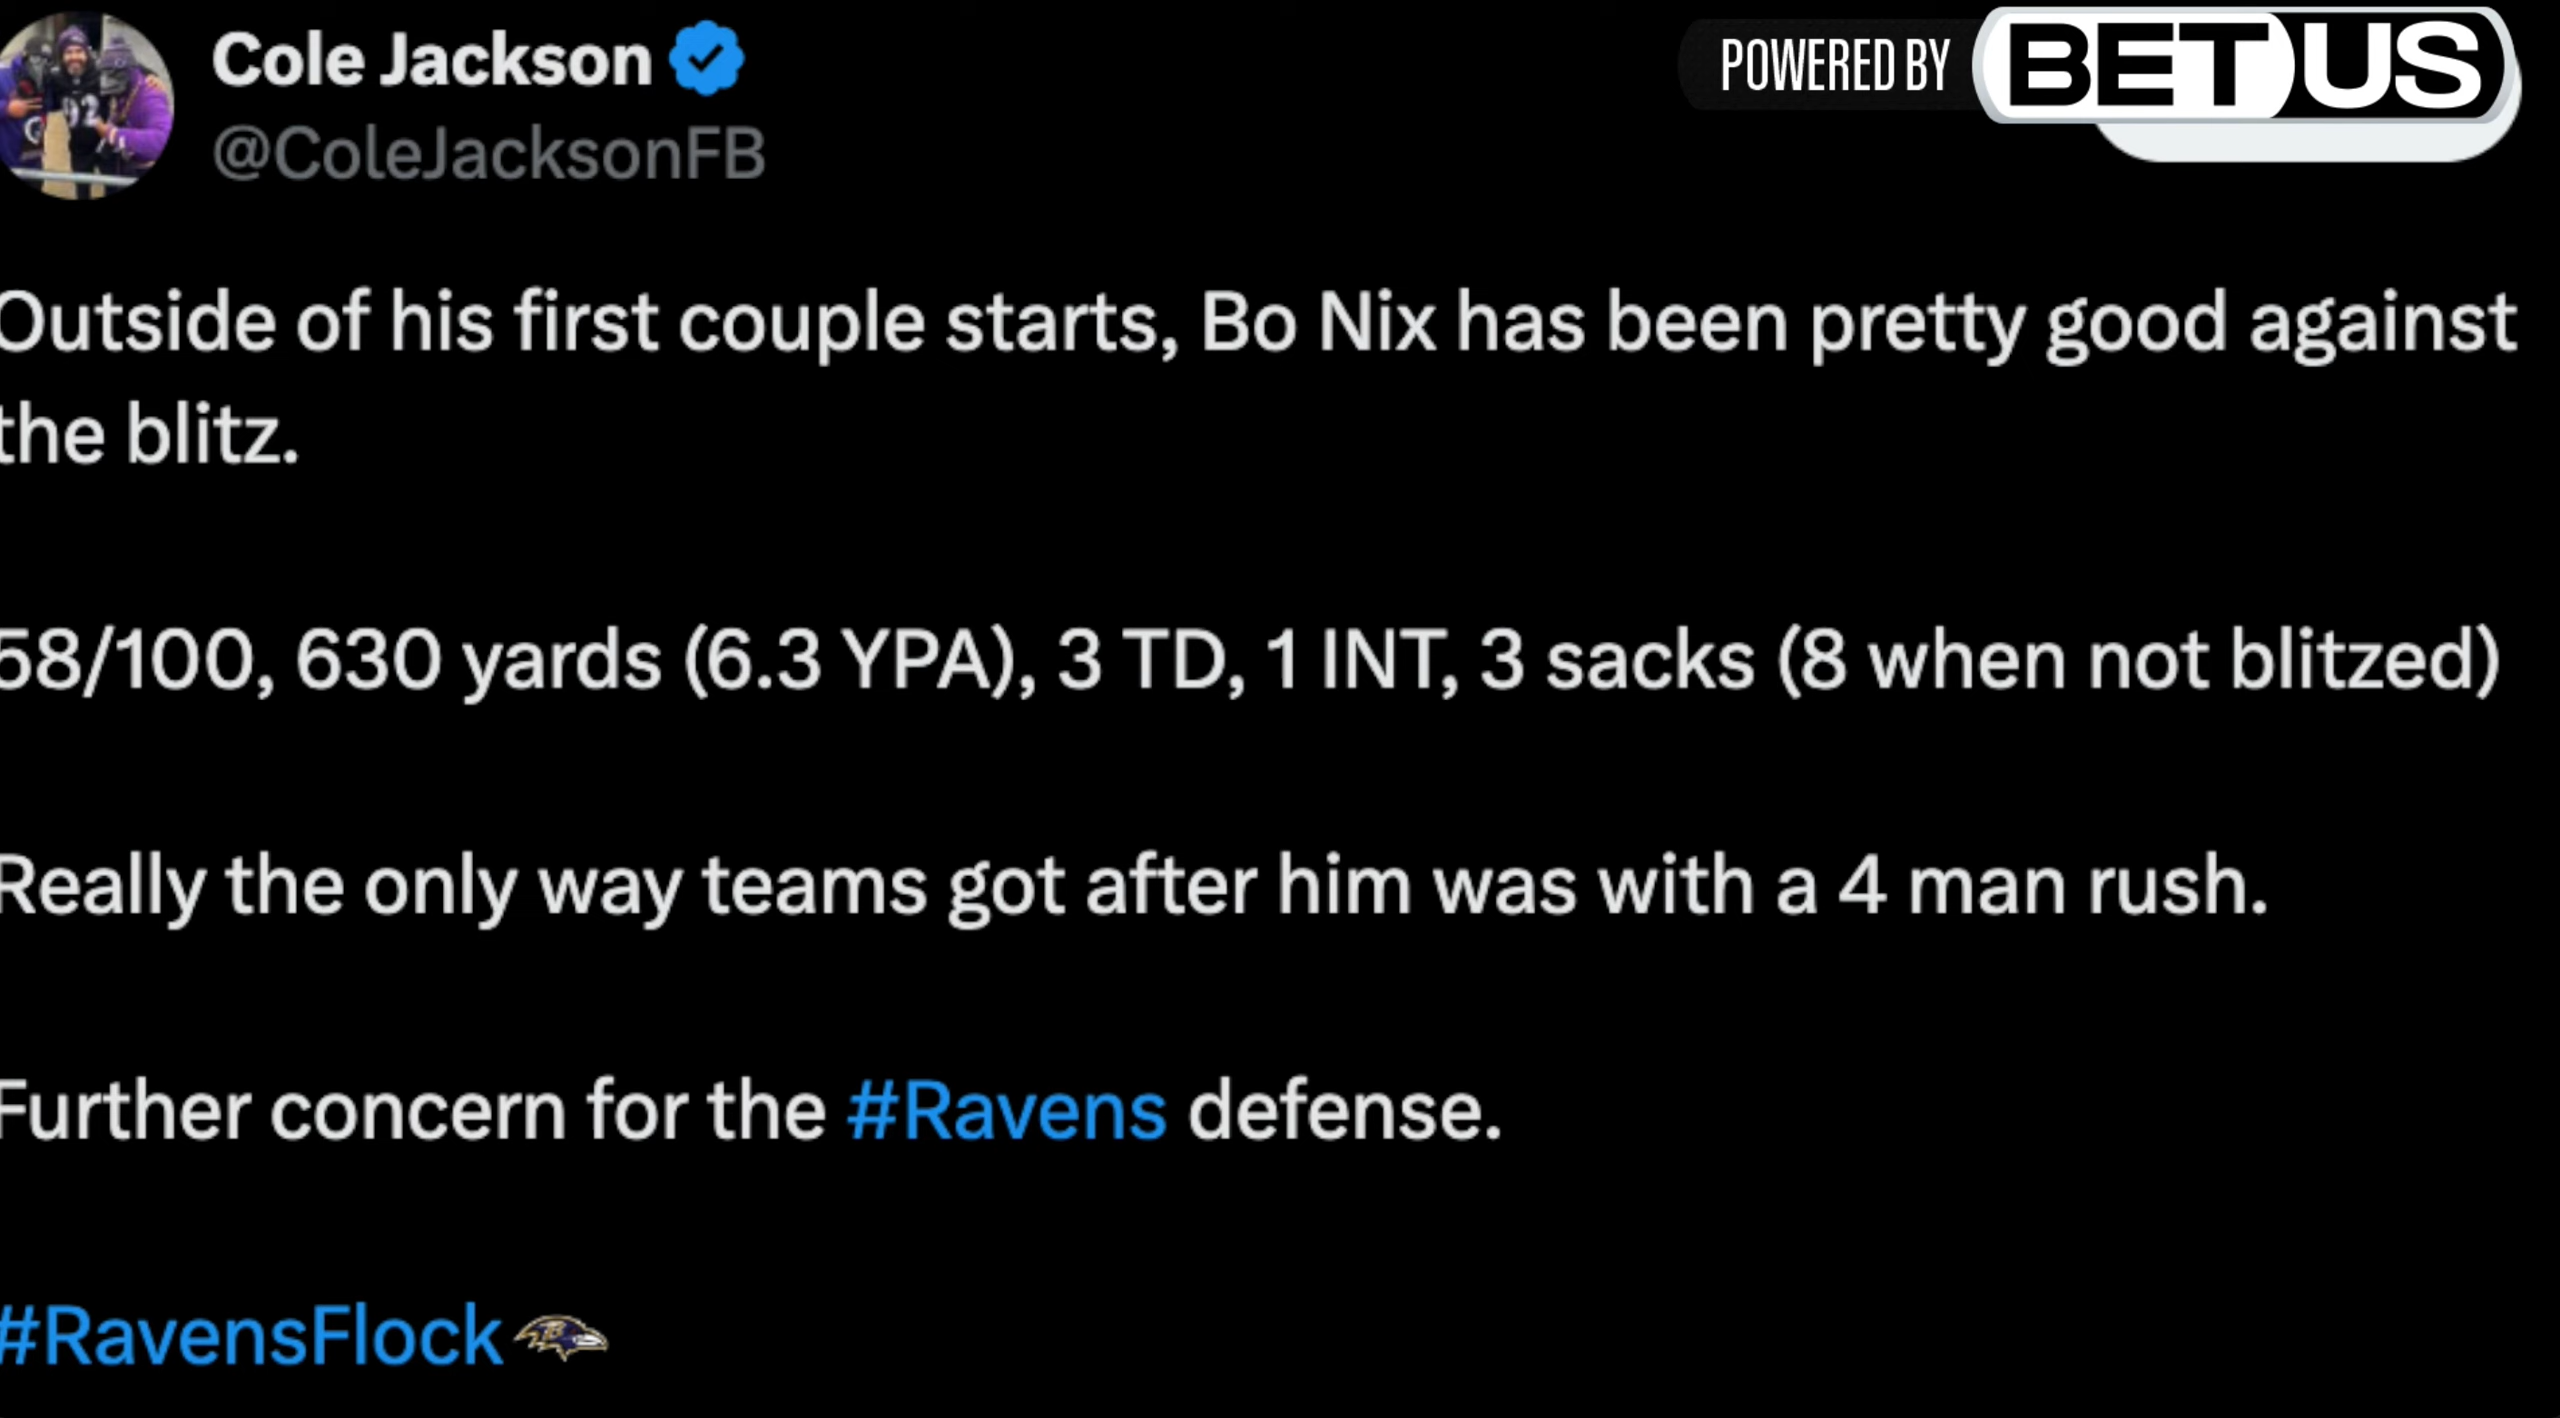 Cole Jackson
POWERED BY BETUS
@ColeJacksonFB
Outside of his first couple starts, Bo Nix has been pretty good against
the blitz.
58/100, 630 yards (6.3 YPA), 3 TD, 1 INT, 3 sacks (8 when not blitzed)
Really the only way teams got after him was with a 4 man rush.
Further concern for the #Ravens defense.
#RavensFlock